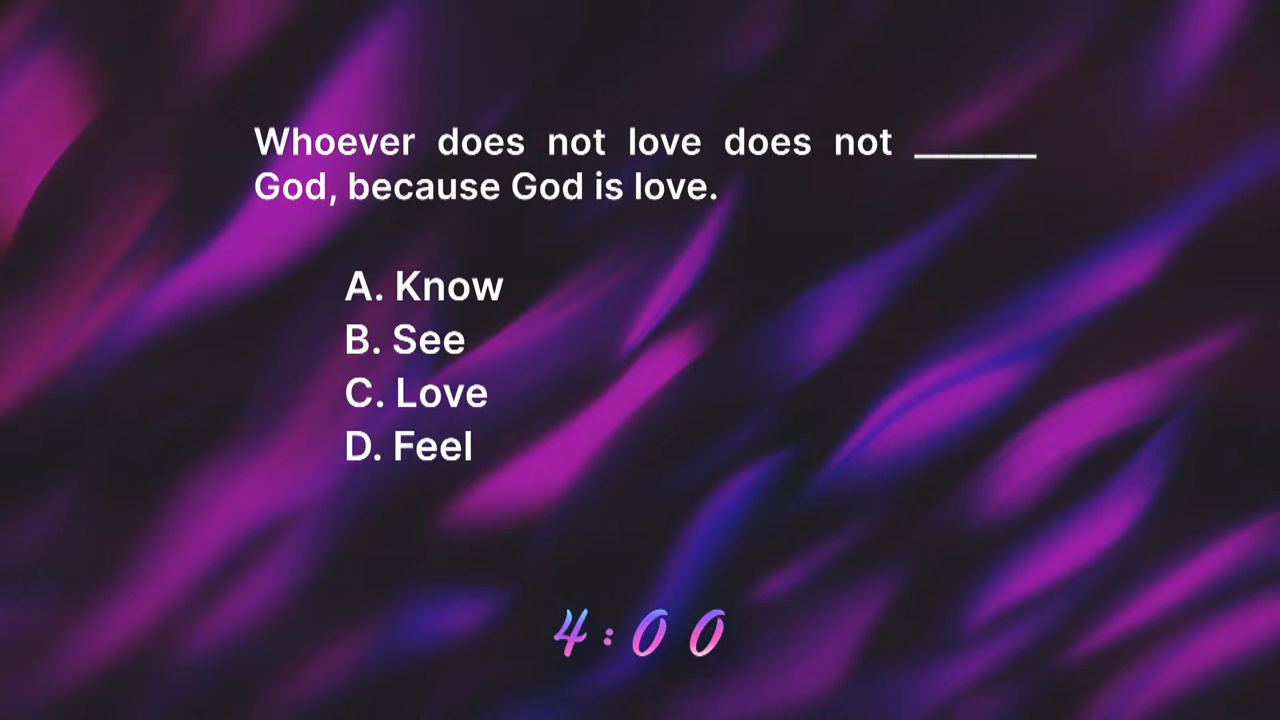 Whoever does not love does not ______
God, because God is love.
A. Know
B. See
C. Love
D. Feel
4:00